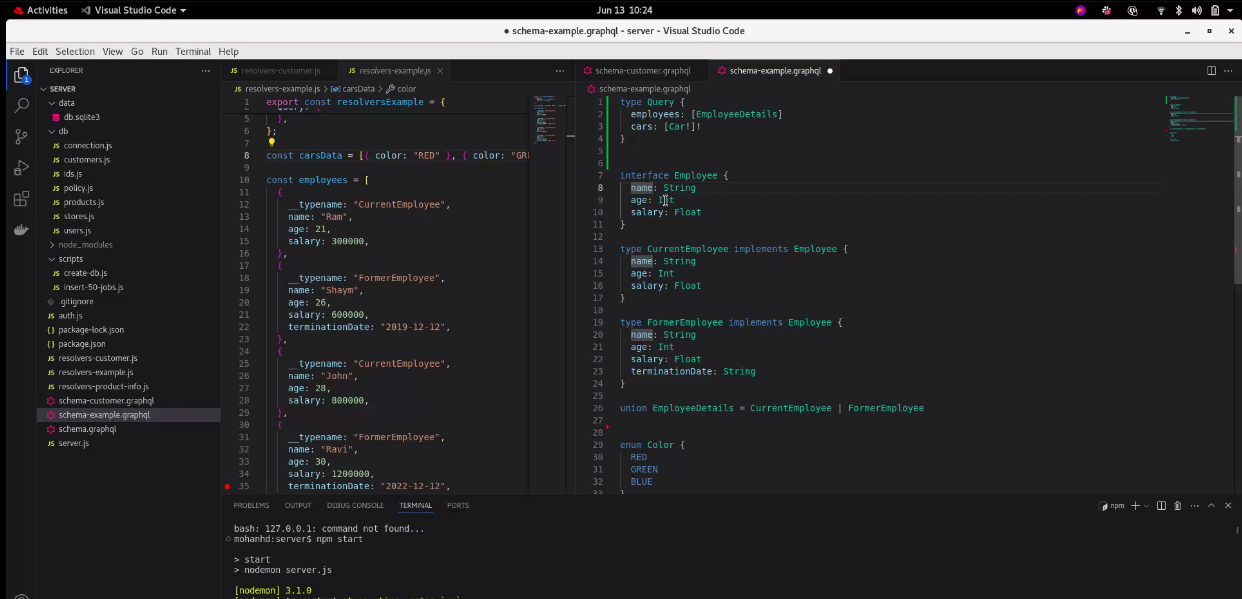 Activities
Visual Studio Code
Jun 13 10:24
● schema-example.graphql - server - Visual Studio Code
File Edit Selection View Go Run Terminal Help
EXPLORER
SERVER
data
db.sqlite3
db
connection.js
customers.js
ids.js
policy.js
products.js
stores.js
users.js
node_modules
scripts
create-db.js
insert-50-jobs.js
.gitignore
auth.js
package-lock.json
package.json
resolvers-customer.js
resolvers-example.js
resolvers-product-info.js
schema-customer.graphql
schema-example.graphql
schema.graphql
server.js
resolvers-customer.js
resolvers-example.js
resolvers-example.js > carsData > color
1 export const resolversExample = {
5 },
6 };
7
8 const carsData = [{ color: "RED" }, { color: "GR
9
10 const employees = [
11 {
12 __typename: "CurrentEmployee",
13 name: "Ram",
14 age: 21,
15 salary: 300000,
16 },
17 {
18 __typename: "FormerEmployee",
19 name: "Shaym",
20 age: 26,
21 salary: 600000,
22 terminationDate: "2019-12-12",
23 },
24 {
25 __typename: "CurrentEmployee",
26 name: "John",
27 age: 28,
28 salary: 800000,
29 },
30 {
31 __typename: "FormerEmployee",
32 name: "Ravi",
33 age: 30,
34 salary: 1200000,
35 terminationDate: "2022-12-12",
schema-customer.graphql
schema-example.graphql
schema-example.graphql
1 type Query {
2 employees: [EmployeeDetails]
3 cars: [Car!]!
4 }
5
6
7 interface Employee {
8 name: String
9 age: Int
10 salary: Float
11 }
12
13 type CurrentEmployee implements Employee {
14 name: String
15 age: Int
16 salary: Float
17 }
18
19 type FormerEmployee implements Employee {
20 name: String
21 age: Int
22 salary: Float
23 terminationDate: String
24 }
25
26 union EmployeeDetails = CurrentEmployee | FormerEmployee
27
28
29 enum Color {
30 RED
31 GREEN
32 BLUE
PROBLEMS OUTPUT DEBUG CONSOLE TERMINAL PORTS
npm
bash: 127.0.0.1: command not found...
mohanhd:server$ npm start
> start
> nodemon server.js
[nodemon] 3.1.0